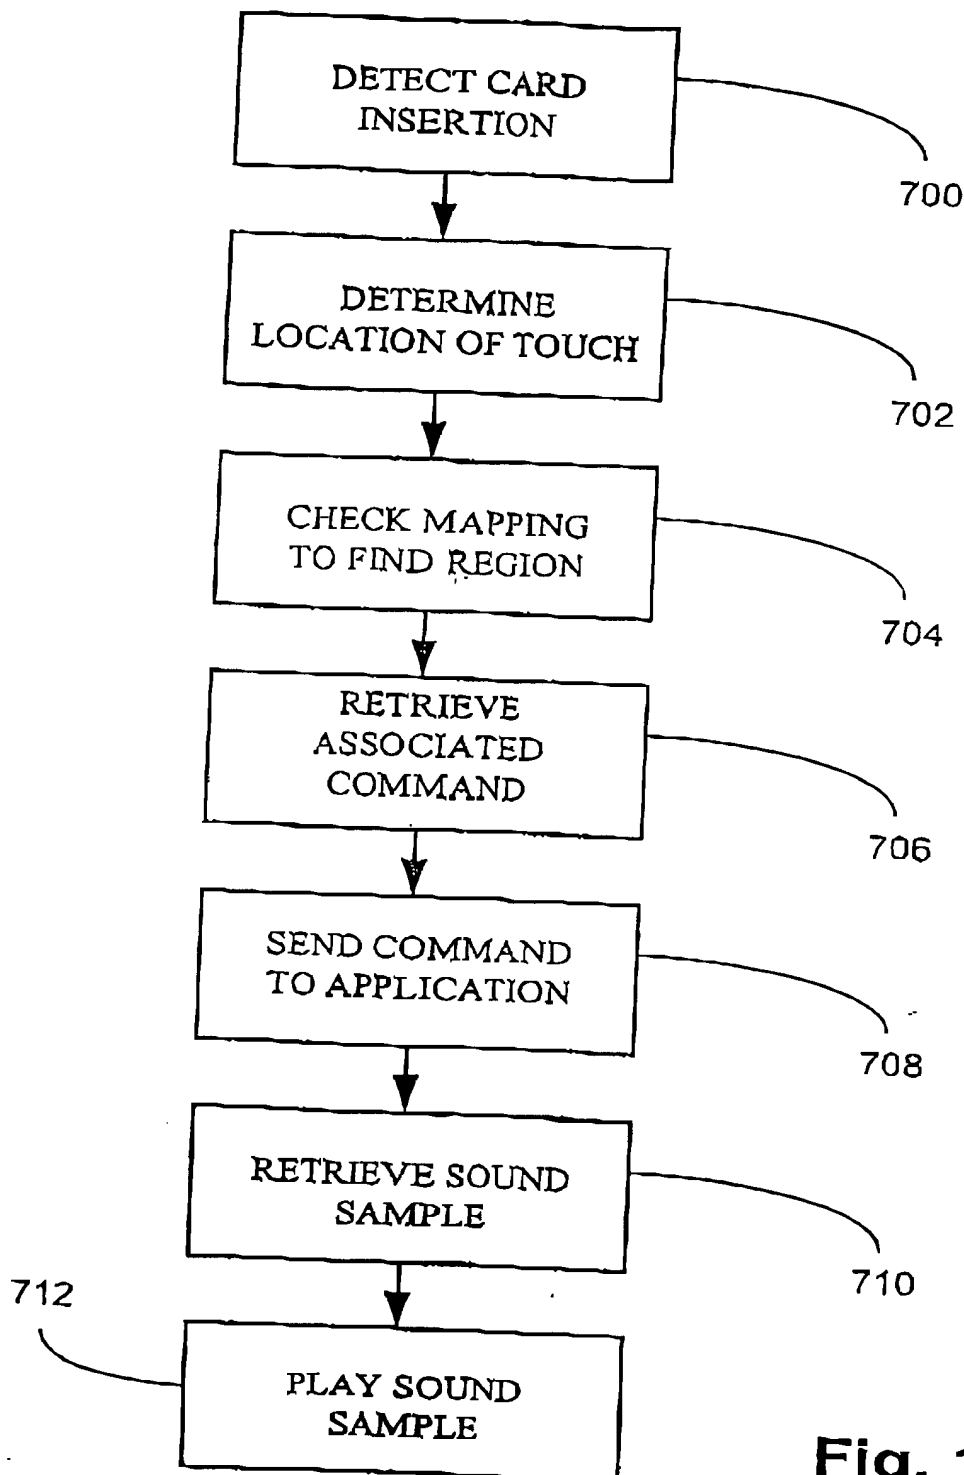 DETECT CARD
INSERTION
700
DETERMINE
LOCATION OF TOUCH
702
CHECK MAPPING
TO FIND REGION
704
RETRIEVE
ASSOCIATED
COMMAND
706
SEND COMMAND
TO APPLICATION
708
RETRIEVE SOUND
SAMPLE
710
712
PLAY SOUND
SAMPLE
Fig.